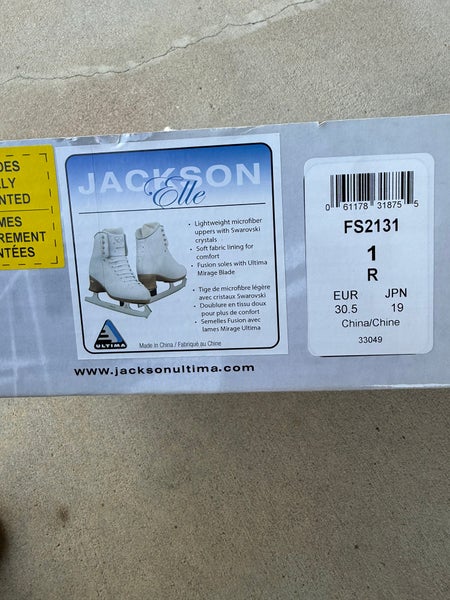 DES
LLY
NTED
MES
REMENT
NTÉES
JACKSON
Elle
• Lightweight microfiber
uppers with Swarovski
crystals
• Soft fabric lining for
comfort
• Fusion soles with Ultima
Mirage Blade
• Tige de microfibre légère
avec cristaux Swarovski
• Doublure en tissu doux
pour plus de confort
• Semelles Fusion avec
lames Mirage Ultima
ULTIMA
Made in China / Fabriqué au Chine
www.jacksonultima.com
0 61178 31875 5
FS2131
1
R
EUR JPN
30.5 19
China/Chine
33049